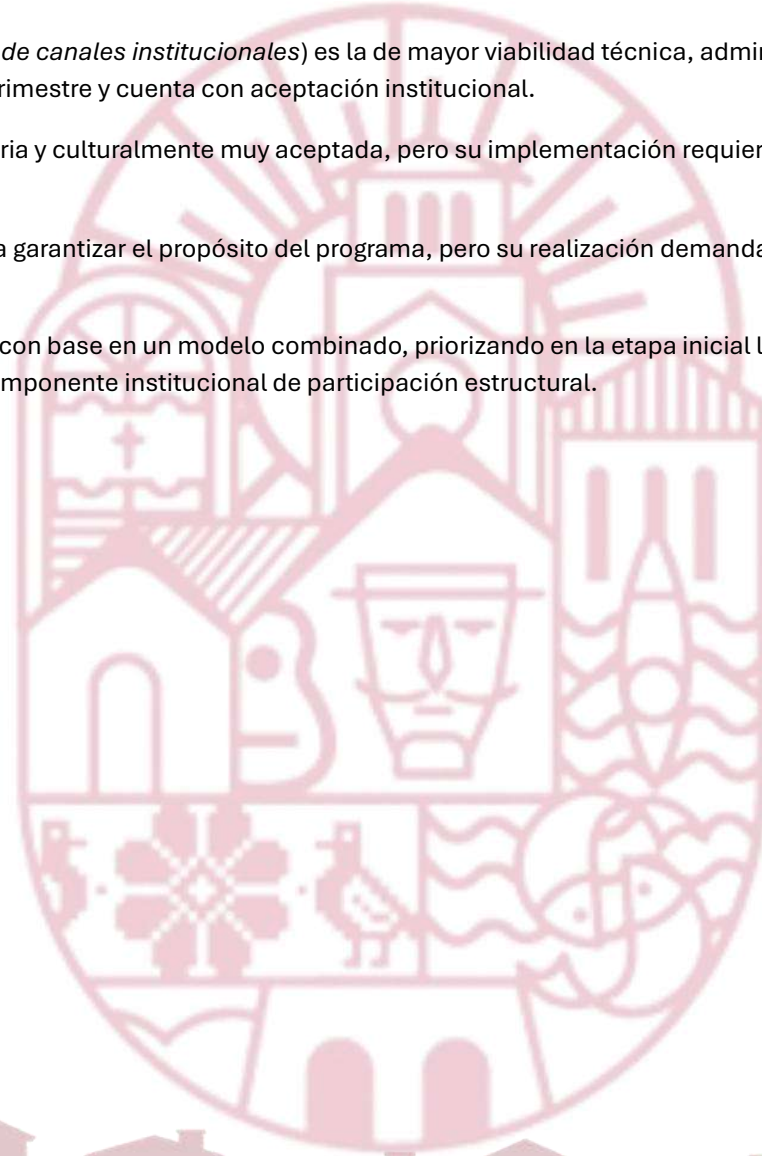 de canales institucionales) es la de mayor viabilidad técnica, admi
rimestre y cuenta con aceptación institucional.
ria y culturalmente muy aceptada, pero su implementación requier
a garantizar el propósito del programa, pero su realización demanda
con base en un modelo combinado, priorizando en la etapa inicial l
mponente institucional de participación estructural.